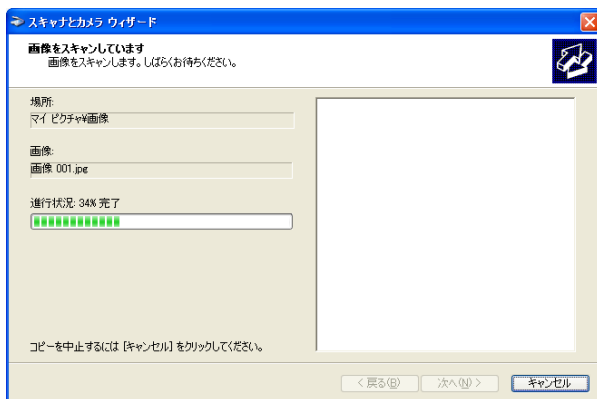 スキャナとカメラ ウィザード
画像をスキャンしています
画像をスキャンします。しばらくお待ちください。
場所:
マイ ピクチャ¥画像
画像:
画像 001.jpg
進行状況: 34% 完了
コピーを中止するには [キャンセル] をクリックしてください。
< 戻る(B)
次へ(N) >
キャンセル